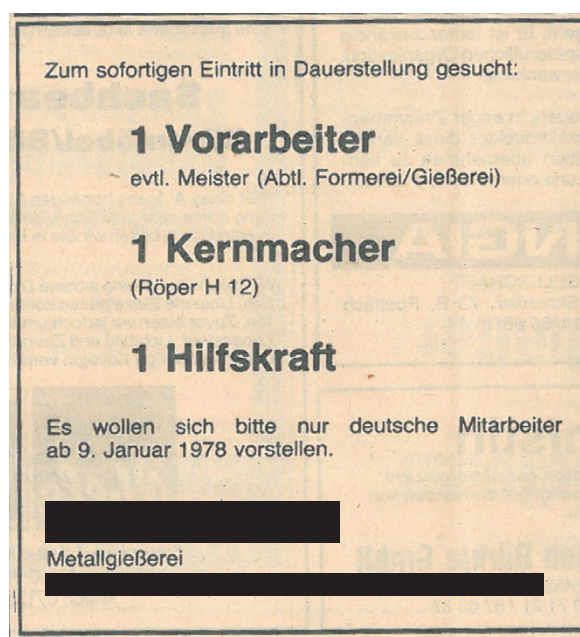 Zum sofortigen Eintritt in Dauerstellung gesucht:
1 Vorarbeiter
evtl. Meister (Abtl. Formerei/Gießerei)
1 Kernmacher
(Röper H 12)
1 Hilfskraft
Es wollen sich bitte nur deutsche Mitarbeiter
ab 9. Januar 1978 vorstellen.
Metallgießerei